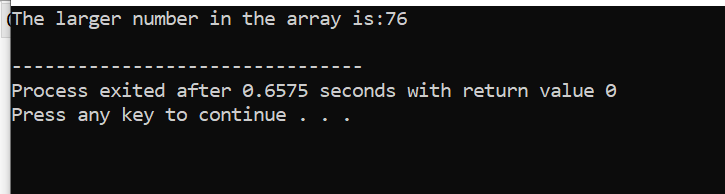 The larger number in the array is:76
--------------------------------
Process exited after 0.6575 seconds with return value 0
Press any key to continue . . .